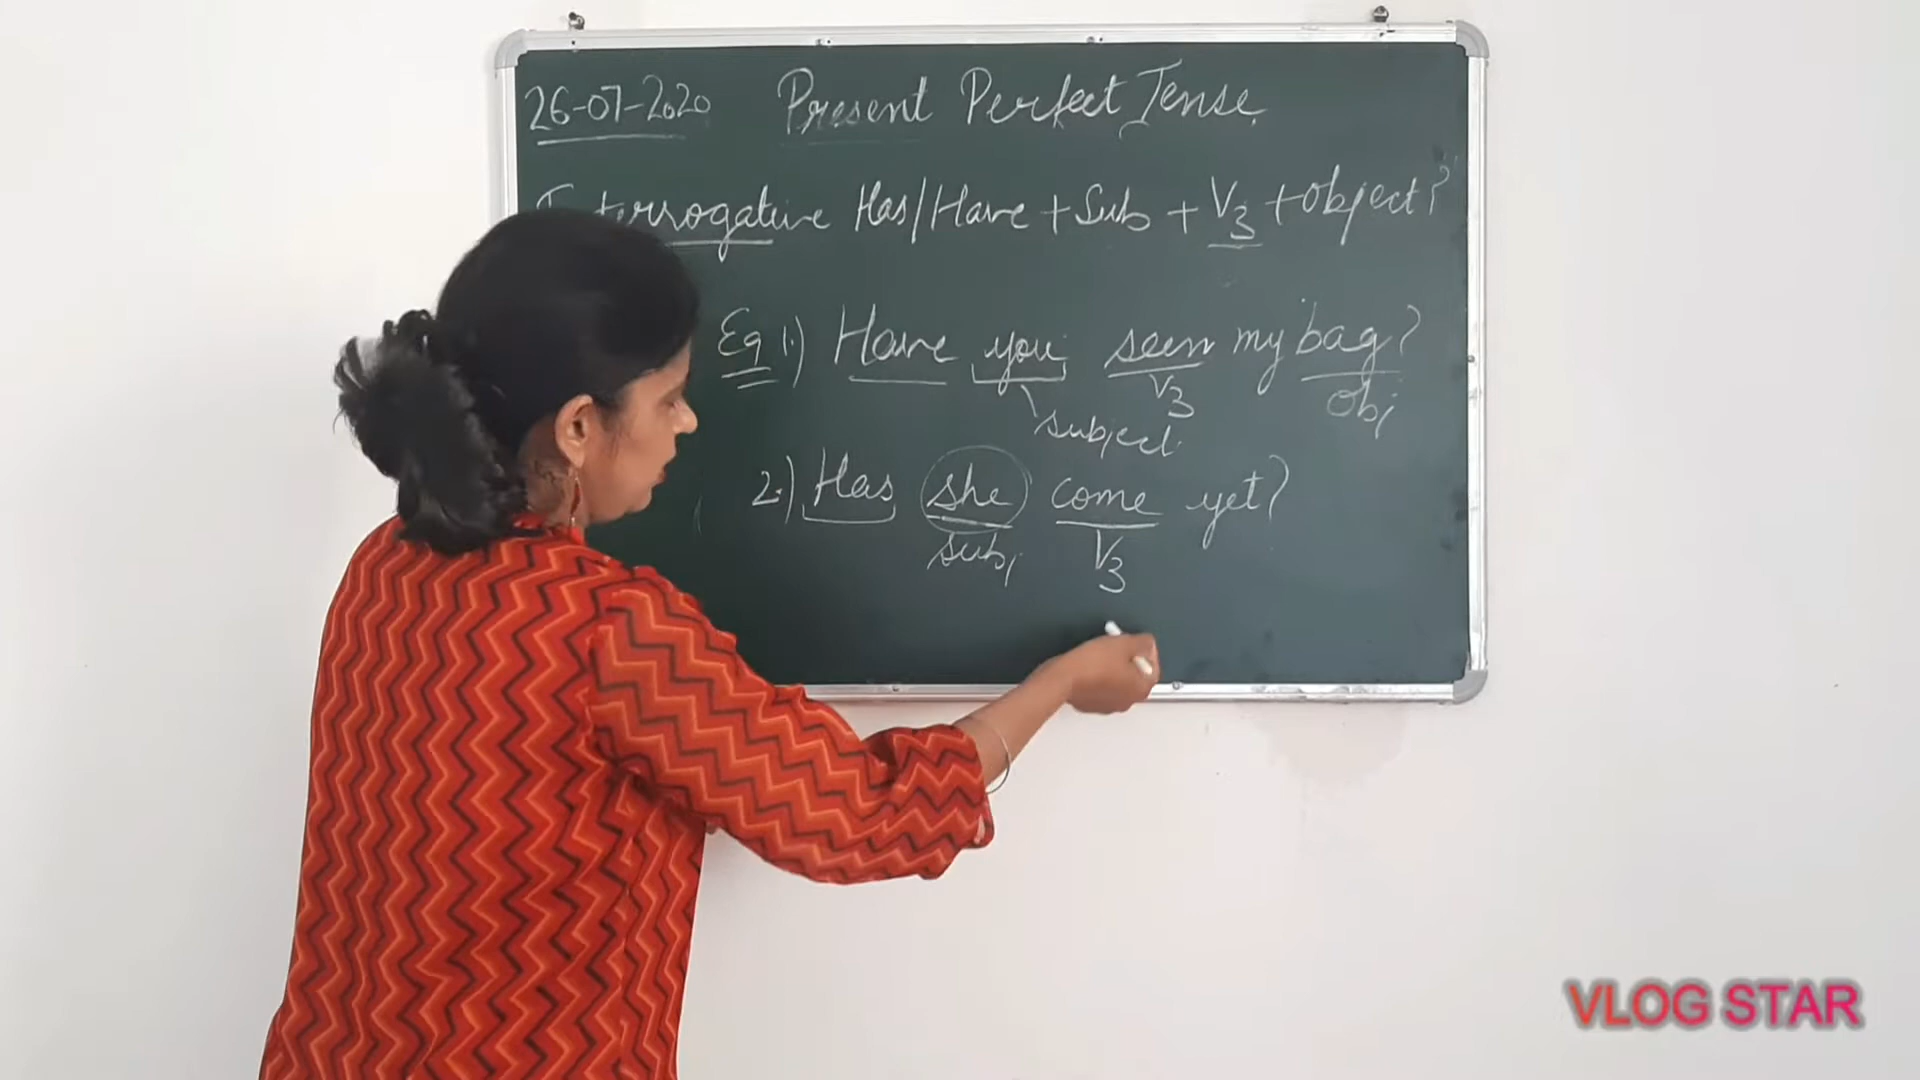 26-07-2020 Present Perfect Tense
Interrogative Has/Have + Sub + V3 + Object?
Eg 1.) Have you seen my bag?
V3 Obj
subject
2.) Has she come yet?
subj V3
VLOG STAR